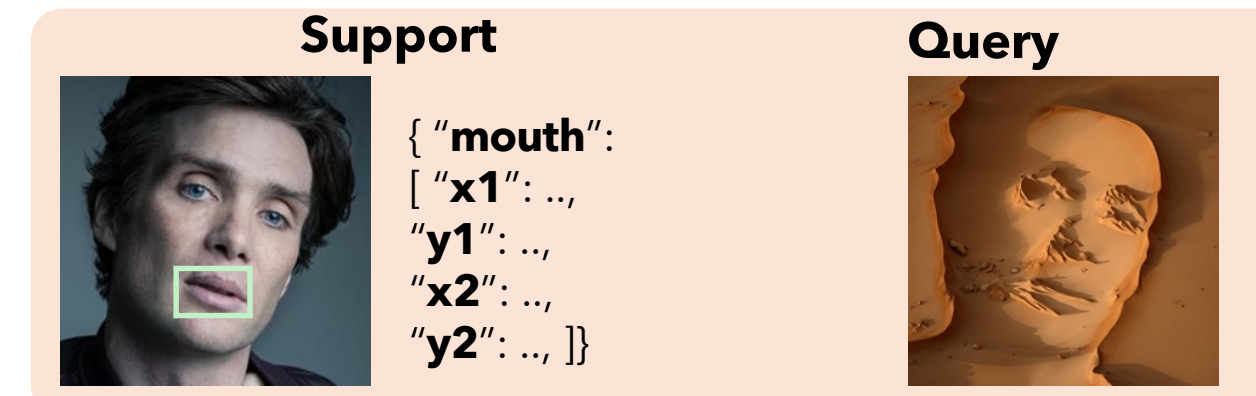 Support
Query
{ “mouth”:
[ “x1”: ..,
“y1”: ..,
“x2”: ..,
“y2”: .., ]}